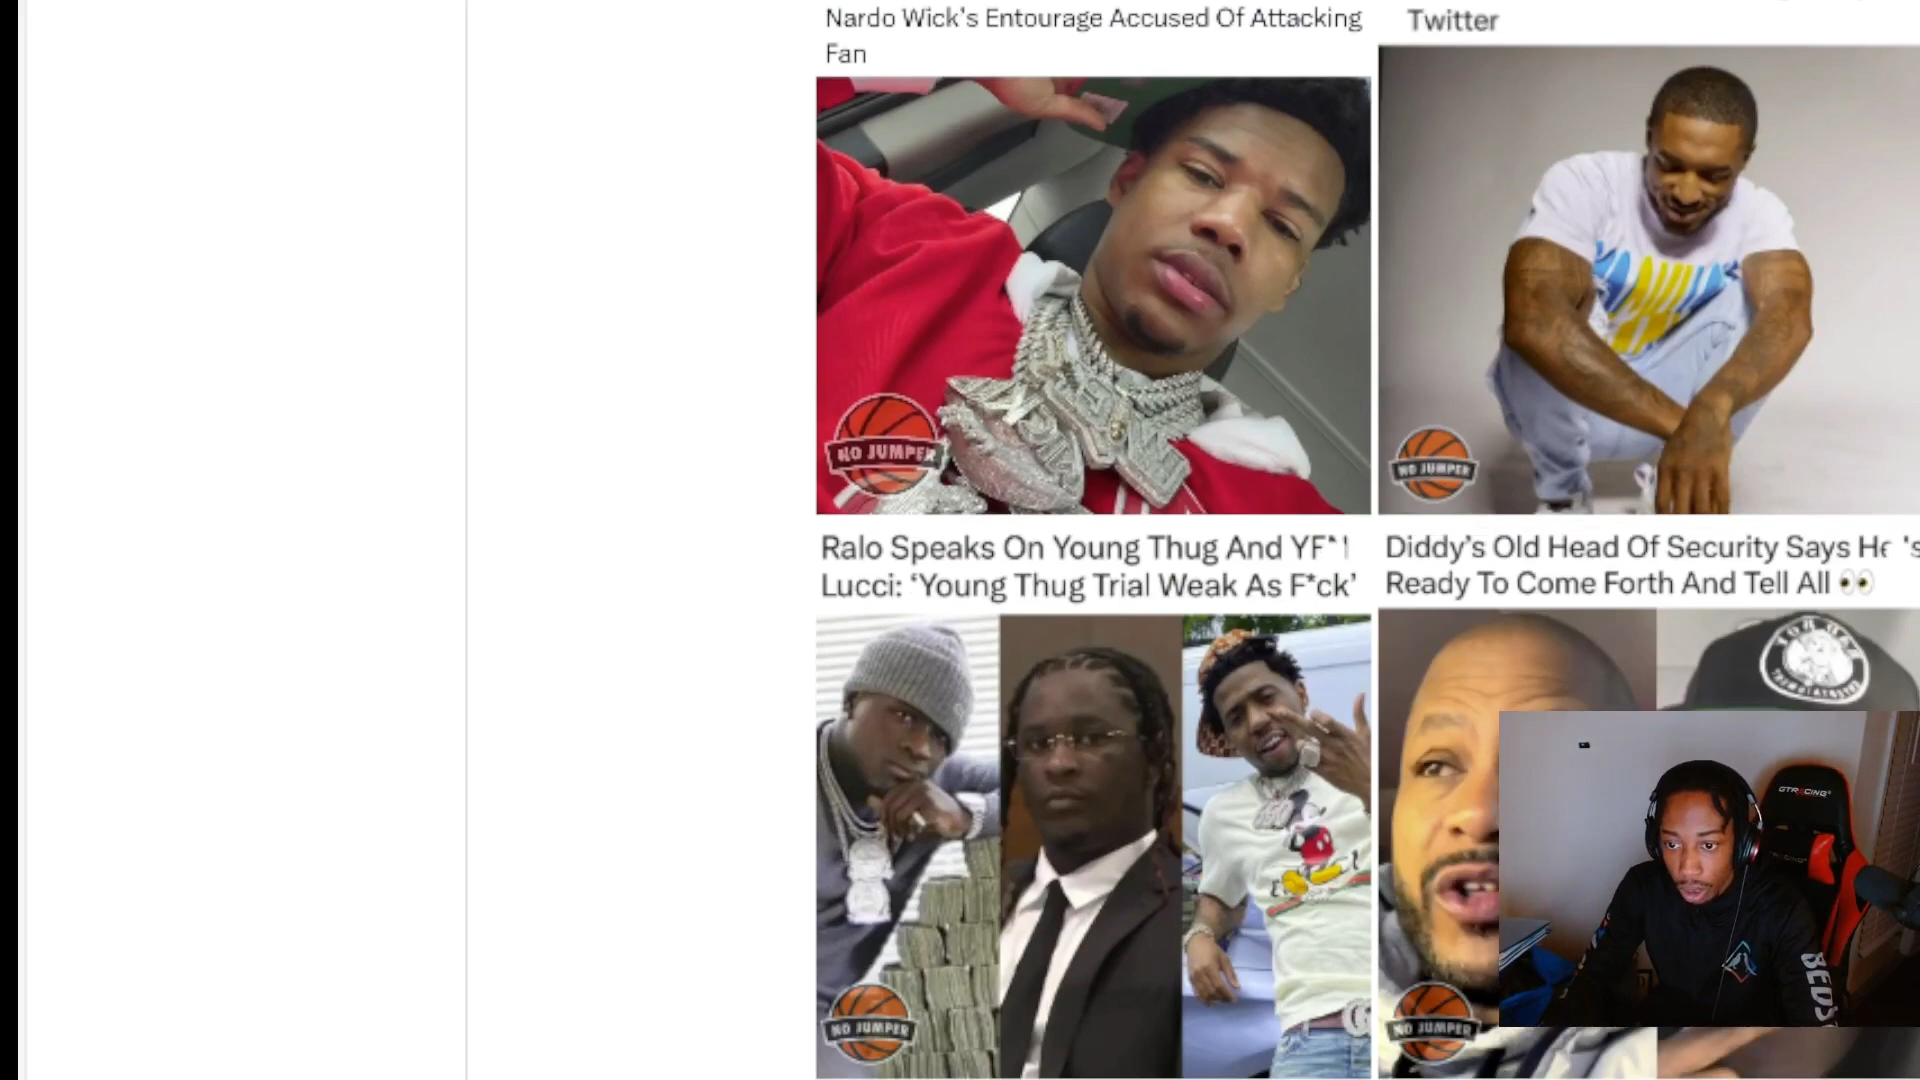 Nardo Wick's Entourage Accused Of Attacking
Fan
Twitter
NO JUMPER
NO JUMPER
Ralo Speaks On Young Thug And YF*
Lucci: ‘Young Thug Trial Weak As F*ck’
Diddy’s Old Head Of Security Says He 's
Ready To Come Forth And Tell All 👀
NO JUMPER
NO JUMPER
GTRACING
BEDS